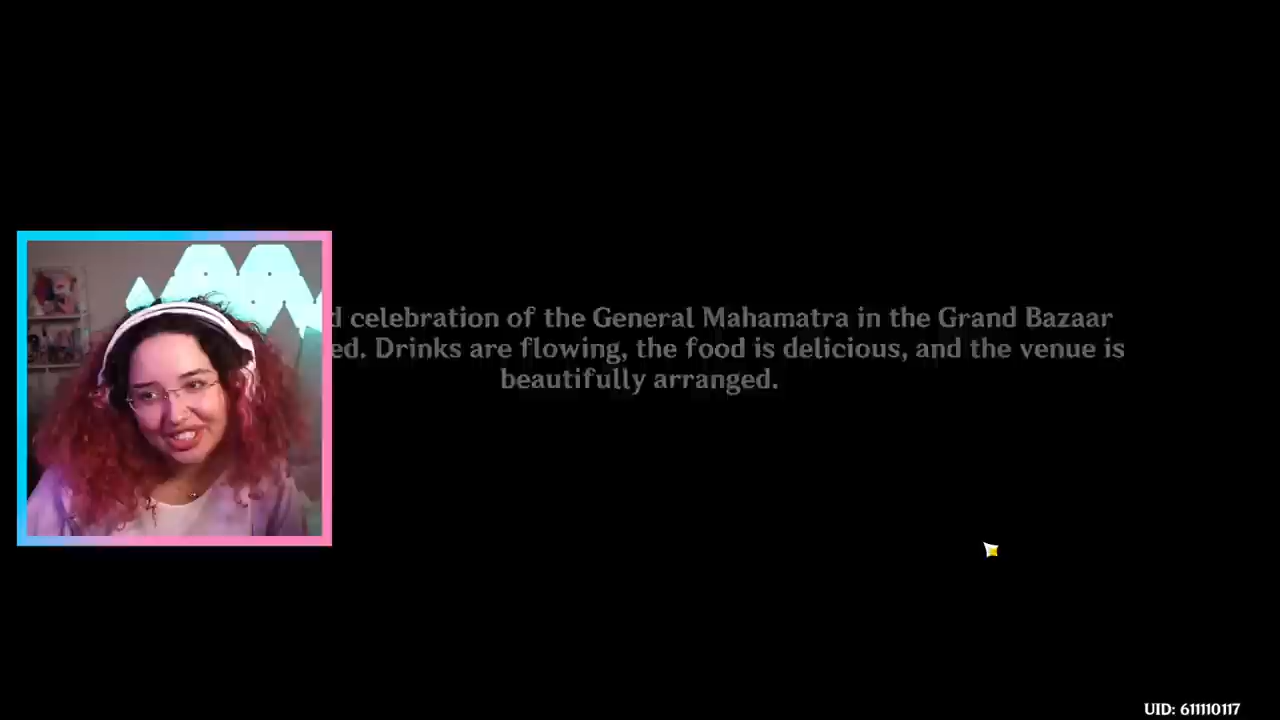 celebration of the General Mahamatra in the Grand Bazaar
Drinks are flowing, the food is delicious, and the venue is
beautifully arranged.
UID: 611110117